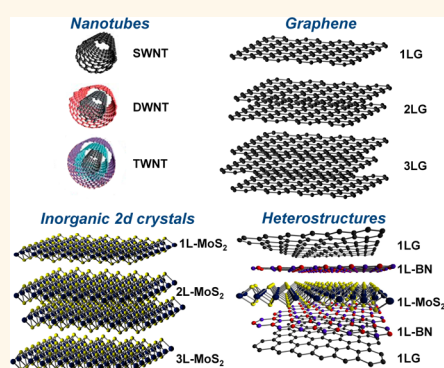 Nanotubes
SWNT
DWNT
TWNT
Graphene
1LG
2LG
3LG
Inorganic 2d crystals
1L-MoS₂
2L-MoS₂
3L-MoS₂
Heterostructures
1LG
1L-BN
1L-MoS₂
1L-BN
1LG